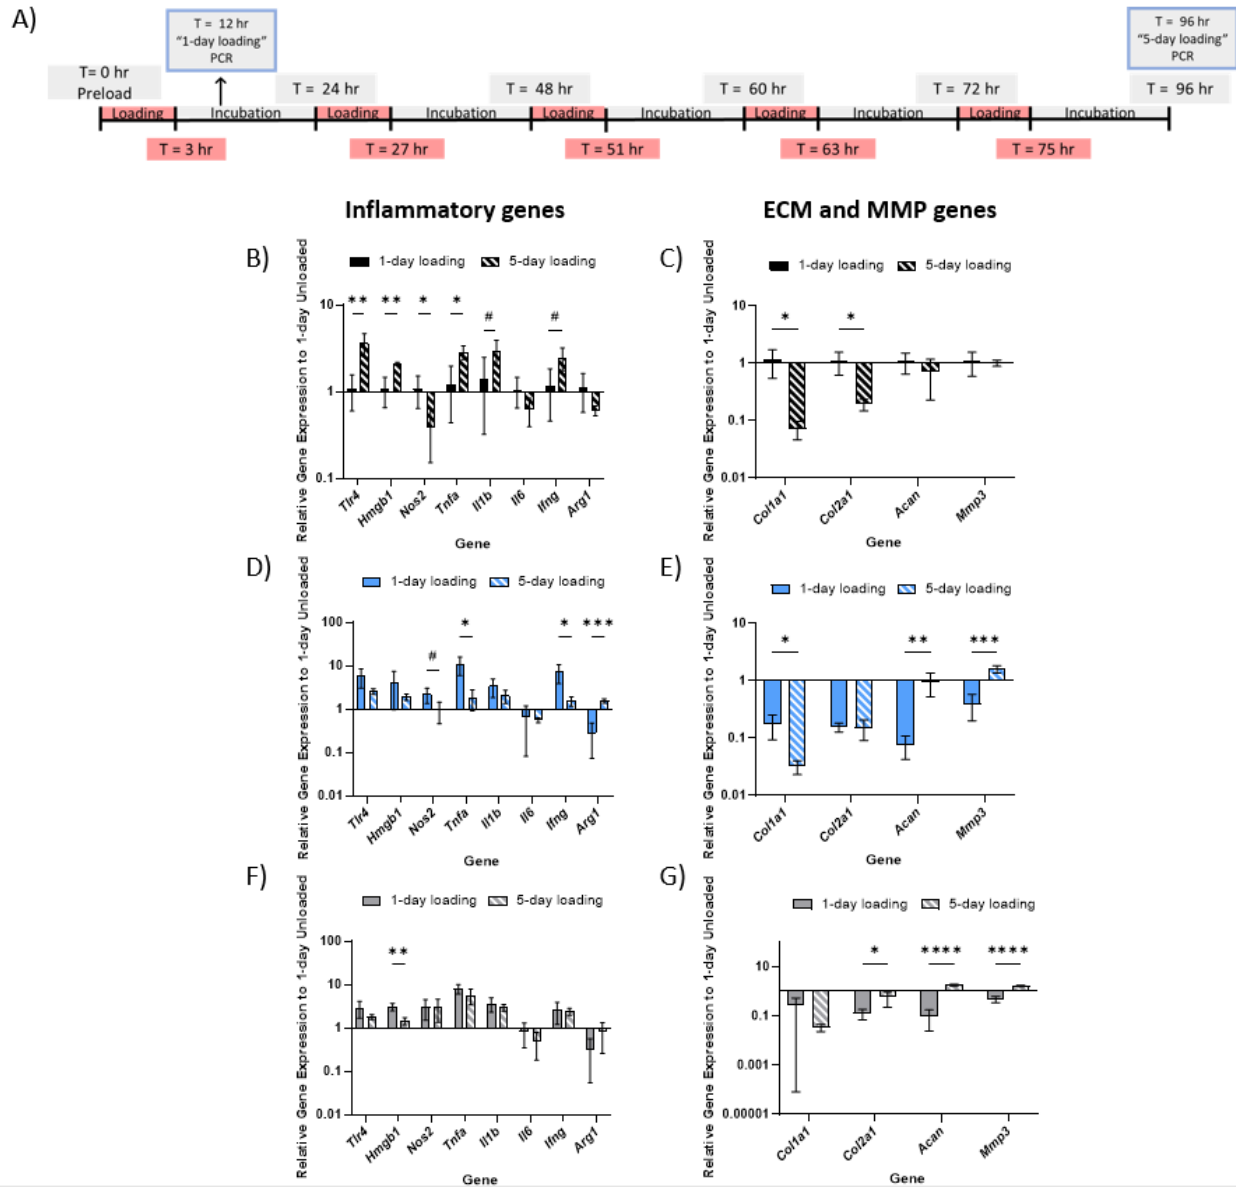 A)
T = 12 hr
"1-day loading"
PCR
T = 96 hr
"5-day loading"
PCR
T= 0 hr
Preload
T = 24 hr
T = 48 hr
T = 60 hr
T = 72 hr
T = 96 hr
Loading Incubation Loading Incubation Loading Incubation Loading Incubation Loading Incubation
T = 3 hr
T = 27 hr
T = 51 hr
T = 63 hr
T = 75 hr
Inflammatory genes
ECM and MMP genes
B)
1-day loading 5-day loading
Relative Gene Expression to 1-day Unloaded
10
1
0.1
** ** * * # #
Tlr4 Hmgb1 Nos2 Tnfa Il1b Il6 Ifng Arg1
Gene
C)
1-day loading 5-day loading
Relative Gene Expression to 1-day Unloaded
10
1
0.1
0.01
* *
Col1a1 Col2a1 Acan Mmp3
Gene
D)
1-day loading 5-day loading
Relative Gene Expression to 1-day Unloaded
100
10
1
0.1
0.01
# * * ***
Tlr4 Hmgb1 Nos2 Tnfa Il1b Il6 Ifng Arg1
Gene
E)
1-day loading 5-day loading
Relative Gene Expression to 1-day Unloaded
10
1
0.1
0.01
* ** ***
Col1a1 Col2a1 Acan Mmp3
Gene
F)
1-day loading 5-day loading
Relative Gene Expression to 1-day Unloaded
100
10
1
0.1
0.01
**
Tlr4 Hmgb1 Nos2 Tnfa Il1b Il6 Ifng Arg1
Gene
G)
1-day loading 5-day loading
Relative Gene Expression to 1-day Unloaded
10
0.1
0.001
0.00001
* **** ****
Col1a1 Col2a1 Acan Mmp3
Gene